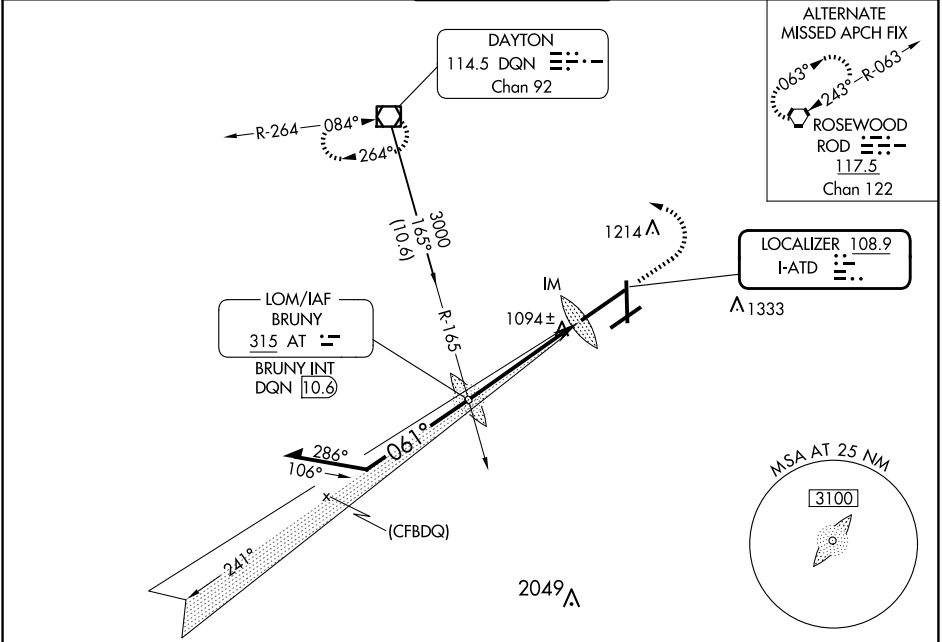 DAYTON
114.5 DQN
Chan 92
ALTERNATE
MISSED APCH FIX
063°
243°
R-063
ROSEWOOD
ROD
117.5
Chan 122
R-264
084°
264°
3000
165°
(10.6)
R-165
1214
LOCALIZER 108.9
I-ATD
IM
1094±
1333
LOM/IAF
BRUNY
315 AT
BRUNY INT
DQN 10.6
061°
286°
106°
(CFBDQ)
241°
2049
MSA AT 25 NM
3100